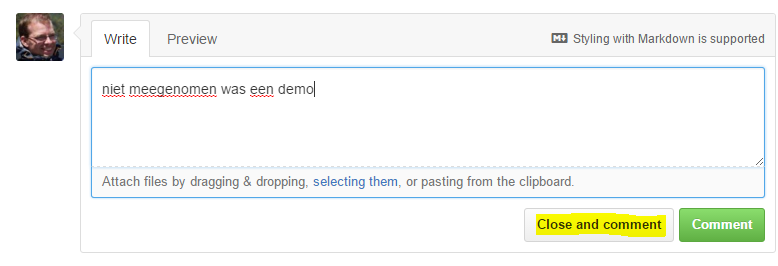 Write Preview Styling with Markdown is supported
niet meegenomen was een demo
Attach files by dragging & dropping, selecting them, or pasting from the clipboard.
Close and comment Comment